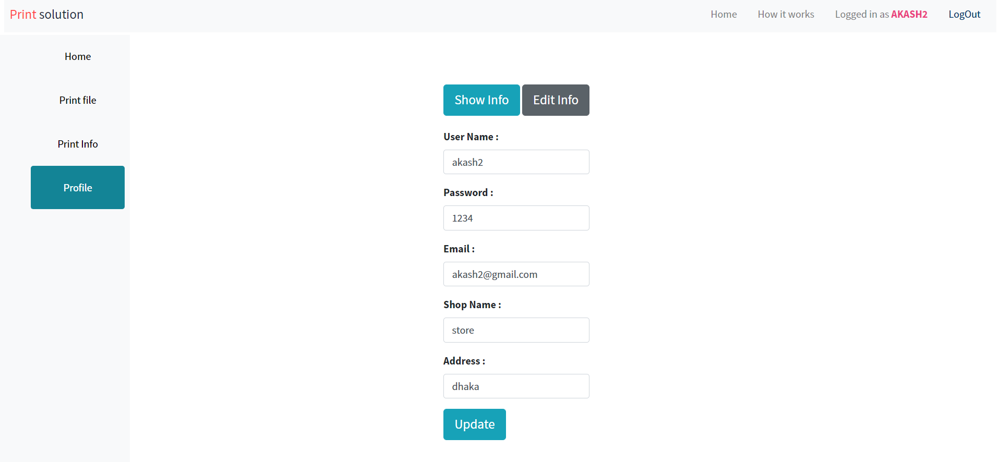 Print solution
Home How it works Logged in as AKASH2 LogOut
Home
Print file
Print Info
Profile
Show Info Edit Info
User Name :
akash2
Password :
1234
Email :
akash2@gmail.com
Shop Name :
store
Address :
dhaka
Update